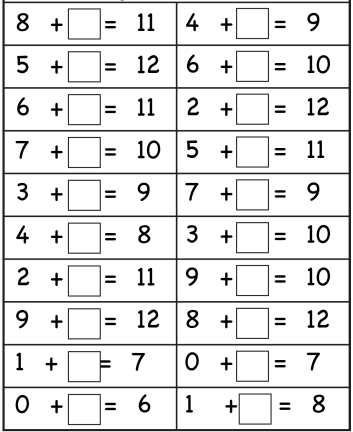 8 + □ = 11 4 + □ = 9
5 + □ = 12 6 + □ = 10
6 + □ = 11 2 + □ = 12
7 + □ = 10 5 + □ = 11
3 + □ = 9 7 + □ = 9
4 + □ = 8 3 + □ = 10
2 + □ = 11 9 + □ = 10
9 + □ = 12 8 + □ = 12
1 + □ = 7 0 + □ = 7
0 + □ = 6 1 + □ = 8